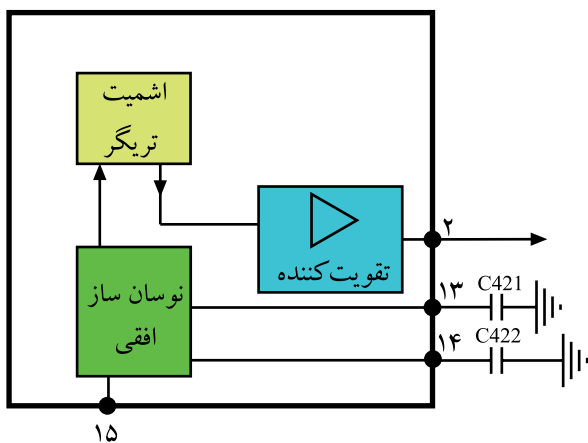 اشمیت
تریگر
۲
تقویت‌کننده
نوسان ساز
افقی
۱۳
C421
۱۴
C422
۱۵